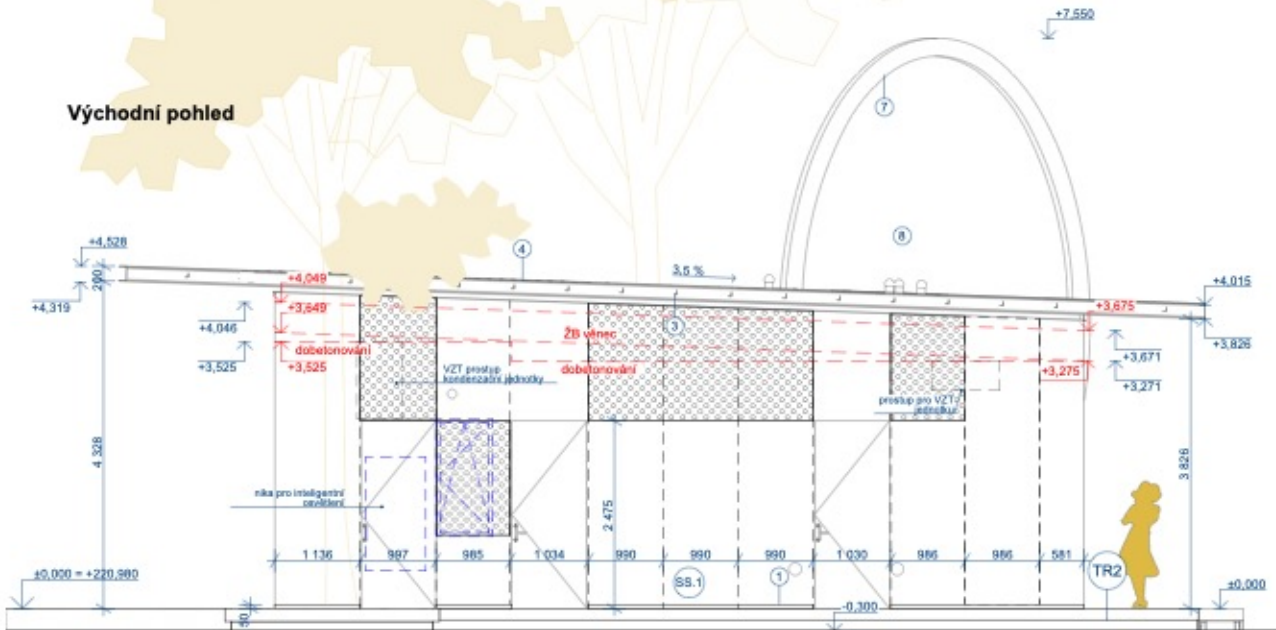 +7,550
Východní pohled
7
8
+4,528
4
200
+4,049
3,5 %
+4,015
+4,319
+3,649
+3,675
+4,046
3
ŽB věnec
+3,671
+3,826
dobetonování
+3,525
+3,525
VZT prostup
kondenzační jednotky
dobetonování
+3,275
+3,271
prostup pro VZT
jednotku
4 328
3 826
nika pro inteligentní
osvětlení
2 475
1 136
997
985
1 034
990
990
990
1 030
986
986
581
±0,000 = +220,980
SS.1
1
TR2
±0,000
-0,300
50